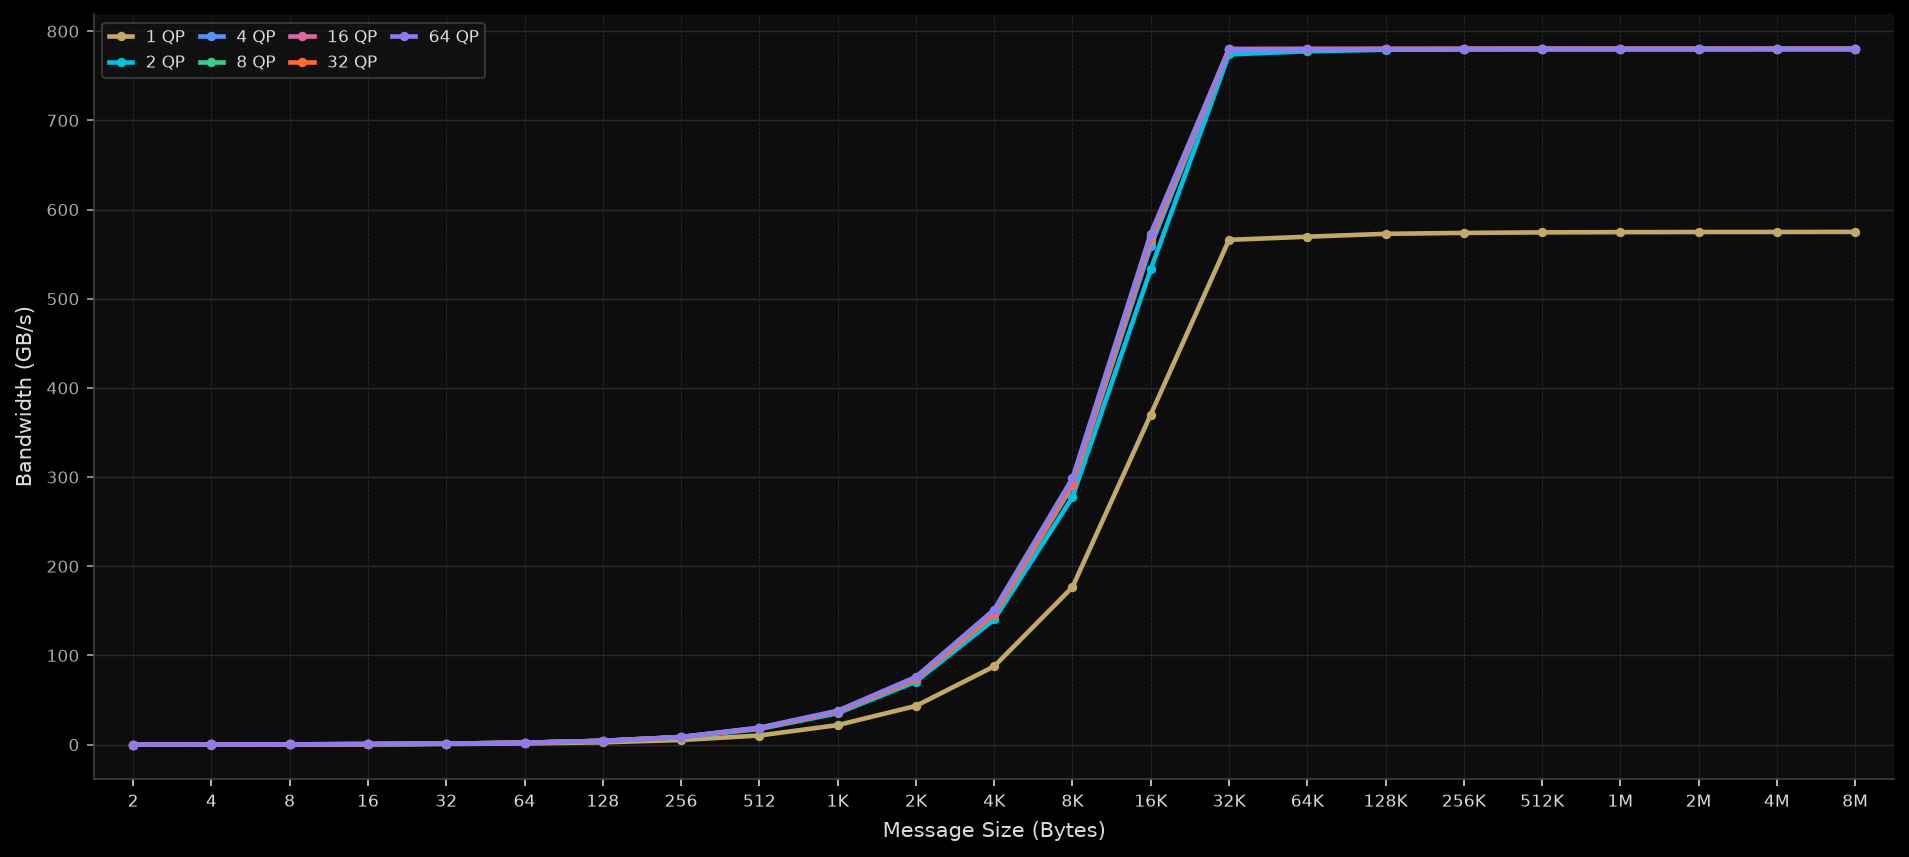 1 QP 4 QP 16 QP 64 QP
2 QP 8 QP 32 QP
800
700
600
500
400
300
200
100
0
Bandwidth (GB/s)
2 4 8 16 32 64 128 256 512 1K 2K 4K 8K 16K 32K 64K 128K 256K 512K 1M 2M 4M 8M
Message Size (Bytes)